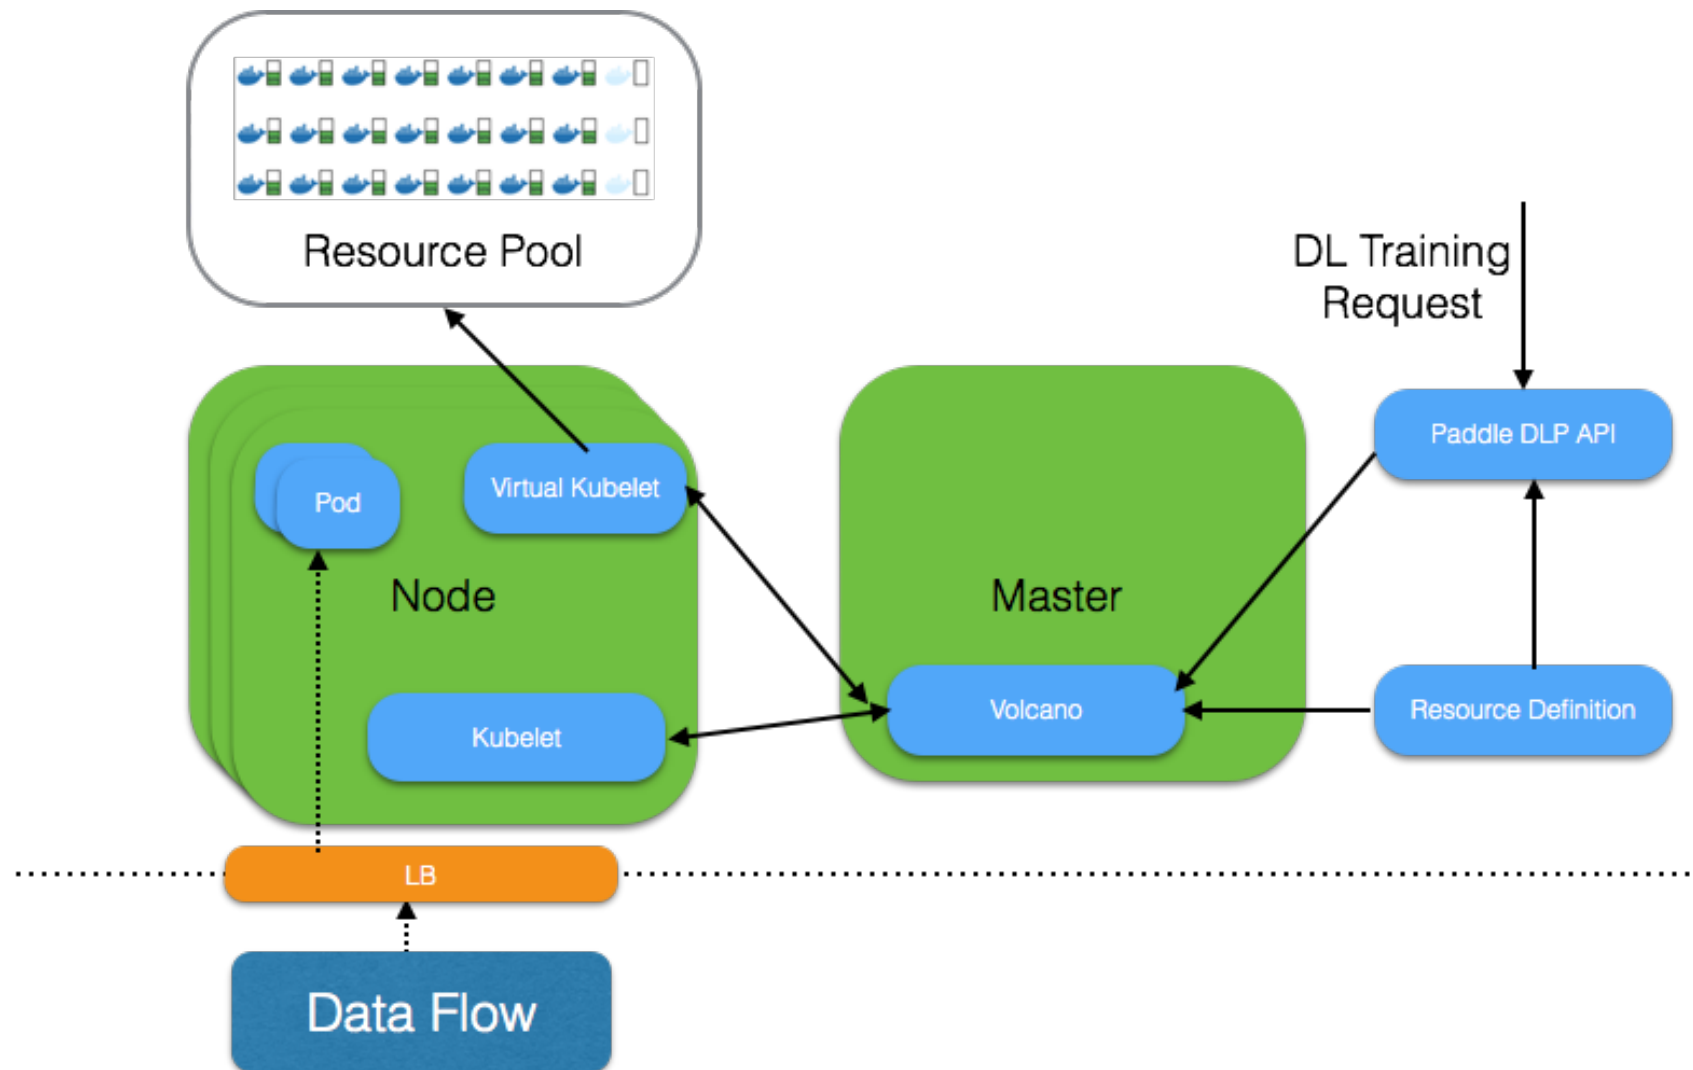 Resource Pool
DL Training
Request
Paddle DLP API
Virtual Kubelet
Pod
Node
Master
Volcano
Resource Definition
Kubelet
LB
Data Flow